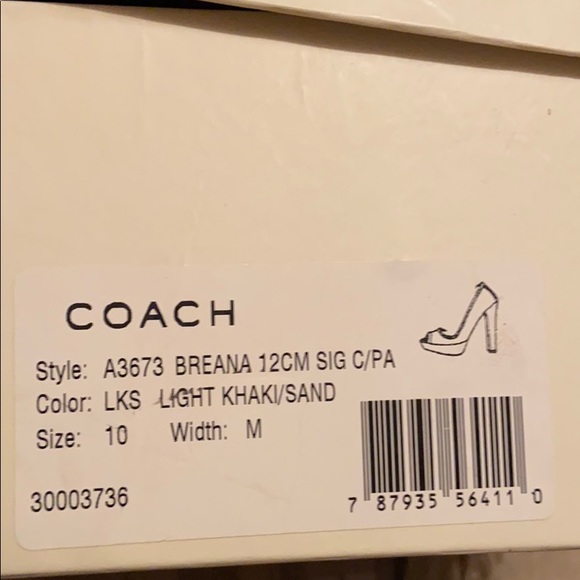 COACH
Style: A3673 BREANA 12CM SIG C/PA
Color: LKS LIGHT KHAKI/SAND
Size: 10 Width: M
30003736
7 87935 56411 0